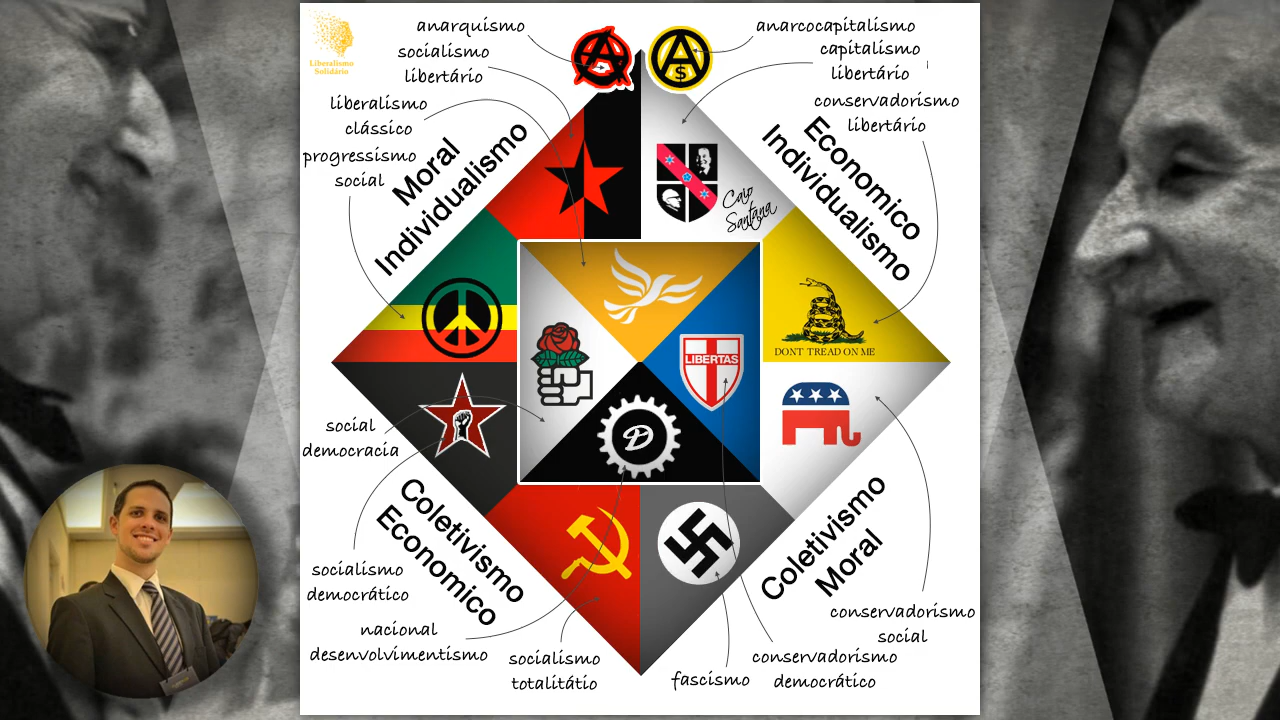 Liberalismo
Solidário
anarquismo
socialismo
libertário
liberalismo
clássico
progressismo
social
anarcocapitalismo
capitalismo
libertário
conservadorismo
libertário
Moral
Individualismo
Economico
Individualismo
Caio
Santana
DONT TREAD ON ME
LIBERTAS
D
social
democracia
Coletivismo
Economico
Coletivismo
Moral
socialismo
democrático
nacional
desenvolvimentismo
socialismo
totalitátio
fascismo
conservadorismo
democrático
conservadorismo
social